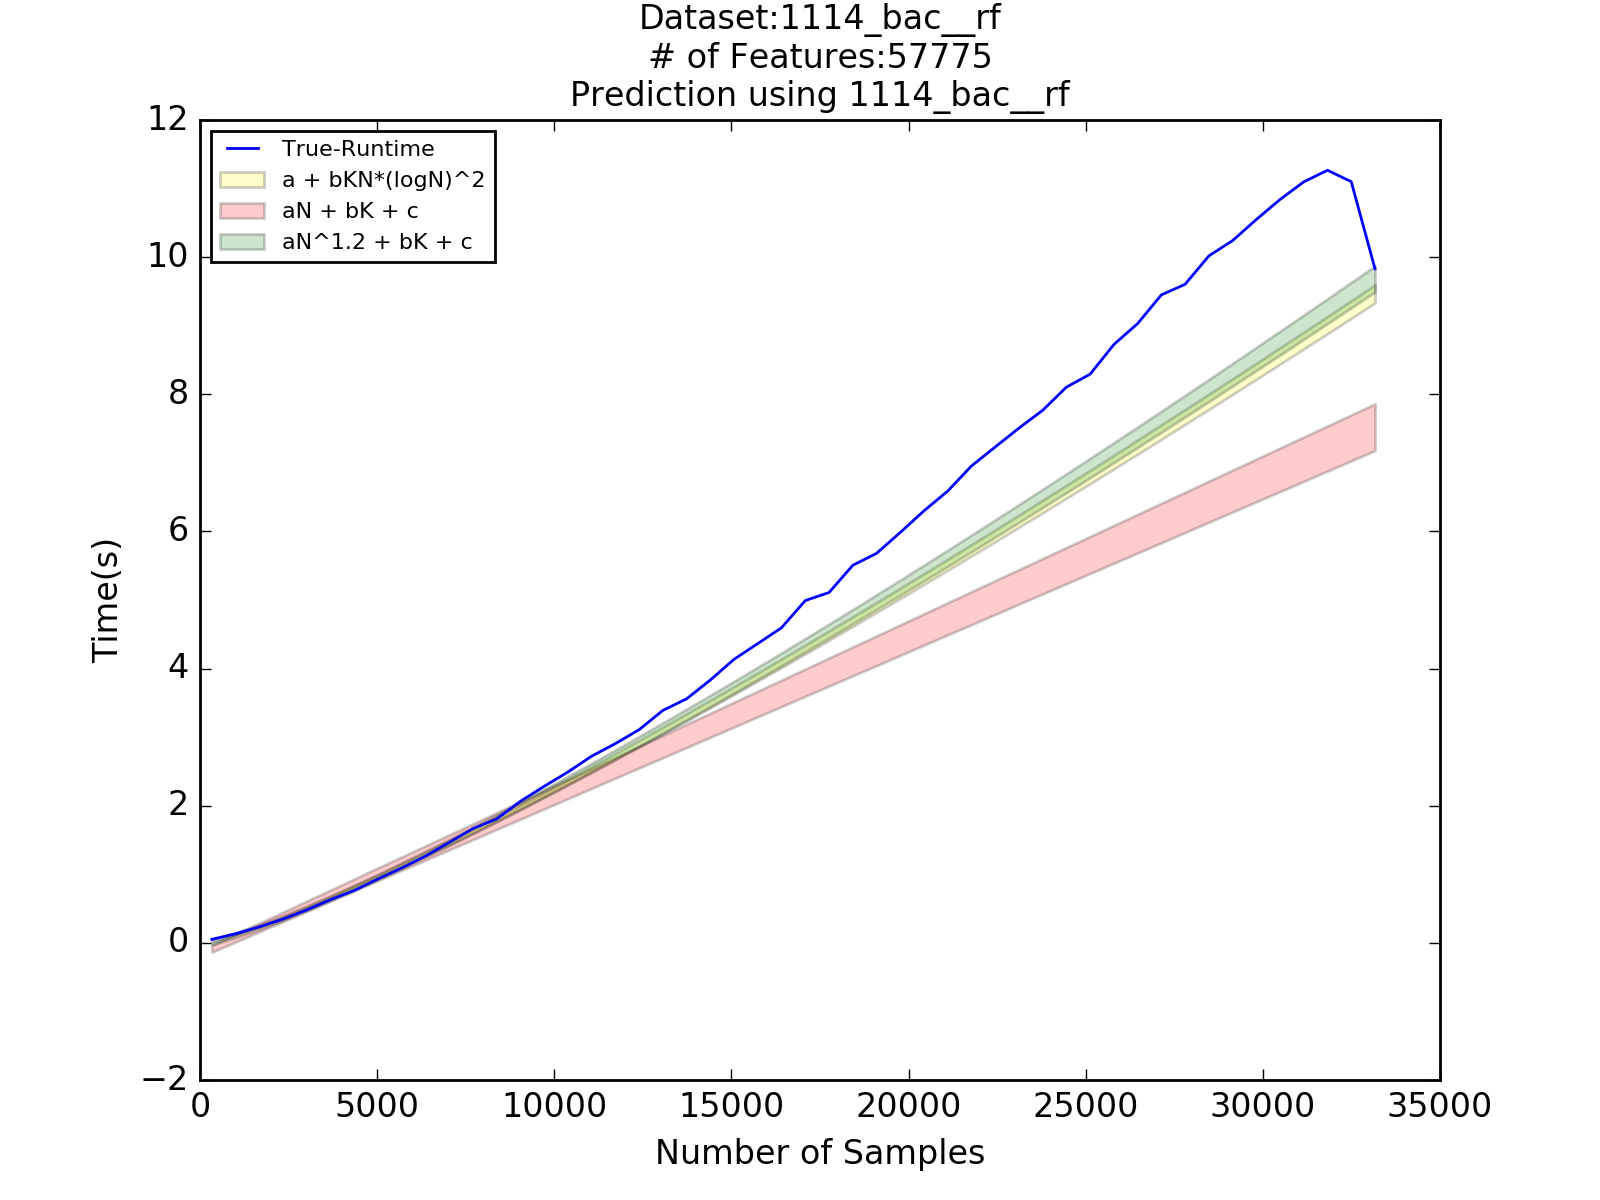 Dataset:1114_bac__rf
# of Features:57775
Prediction using 1114_bac__rf
12
10
8
6
4
2
0
−2
True-Runtime
a + bKN*(logN)^2
aN + bK + c
aN^1.2 + bK + c
Time(s)
0 5000 10000 15000 20000 25000 30000 35000
Number of Samples